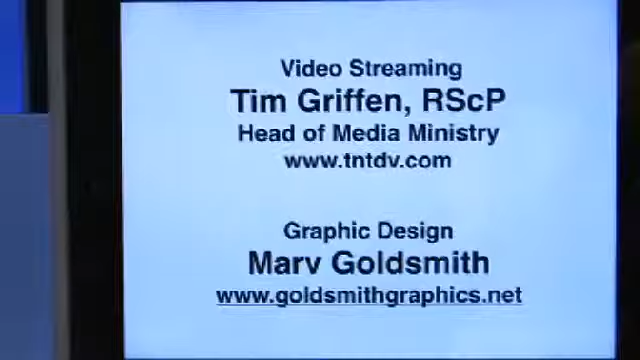 Video Streaming
Tim Griffen, RScP
Head of Media Ministry
www.tntdv.com
Graphic Design
Marv Goldsmith
www.goldsmithgraphics.net